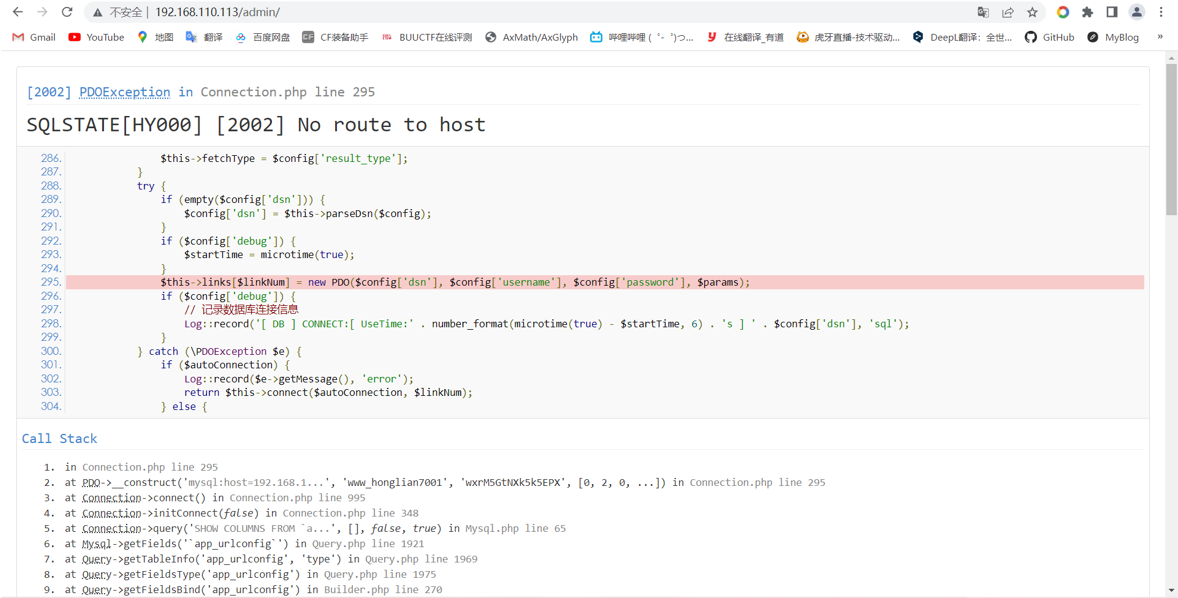 不安全 | 192.168.110.113/admin/
Gmail YouTube 地图 翻译 百度网盘 CF装备助手 BUUCTF在线评测 AxMath/AxGlyph 哔哩哔哩 ( ゜- ゜)つ... 在线翻译_有道 虎牙直播-技术驱动... DeepL翻译：全世... GitHub MyBlog »
[2002] PDOException in Connection.php line 295
SQLSTATE[HY000] [2002] No route to host
286. $this->fetchType = $config['result_type'];
287. }
288. try {
289. if (empty($config['dsn'])) {
290. $config['dsn'] = $this->parseDsn($config);
291. }
292. if ($config['debug']) {
293. $startTime = microtime(true);
294. }
295. $this->links[$linkNum] = new PDO($config['dsn'], $config['username'], $config['password'], $params);
296. if ($config['debug']) {
297. // 记录数据库连接信息
298. Log::record('[ DB ] CONNECT:[ UseTime:' . number_format(microtime(true) - $startTime, 6) . 's ] ' . $config['dsn'], 'sql');
299. }
300. } catch (\PDOException $e) {
301. if ($autoConnection) {
302. Log::record($e->getMessage(), 'error');
303. return $this->connect($autoConnection, $linkNum);
304. } else {
Call Stack
1. in Connection.php line 295
2. at PDO->__construct('mysql:host=192.168.1...', 'www_honglian7001', 'wxrM5GtNXk5k5EPX', [0, 2, 0, ...]) in Connection.php line 295
3. at Connection->connect() in Connection.php line 995
4. at Connection->initConnect(false) in Connection.php line 348
5. at Connection->query('SHOW COLUMNS FROM `a...', [], false, true) in Mysql.php line 65
6. at Mysql->getFields('`app_urlconfig`') in Query.php line 1921
7. at Query->getTableInfo('app_urlconfig', 'type') in Query.php line 1969
8. at Query->getFieldsType('app_urlconfig') in Query.php line 1975
9. at Query->getFieldsBind('app_urlconfig') in Builder.php line 270